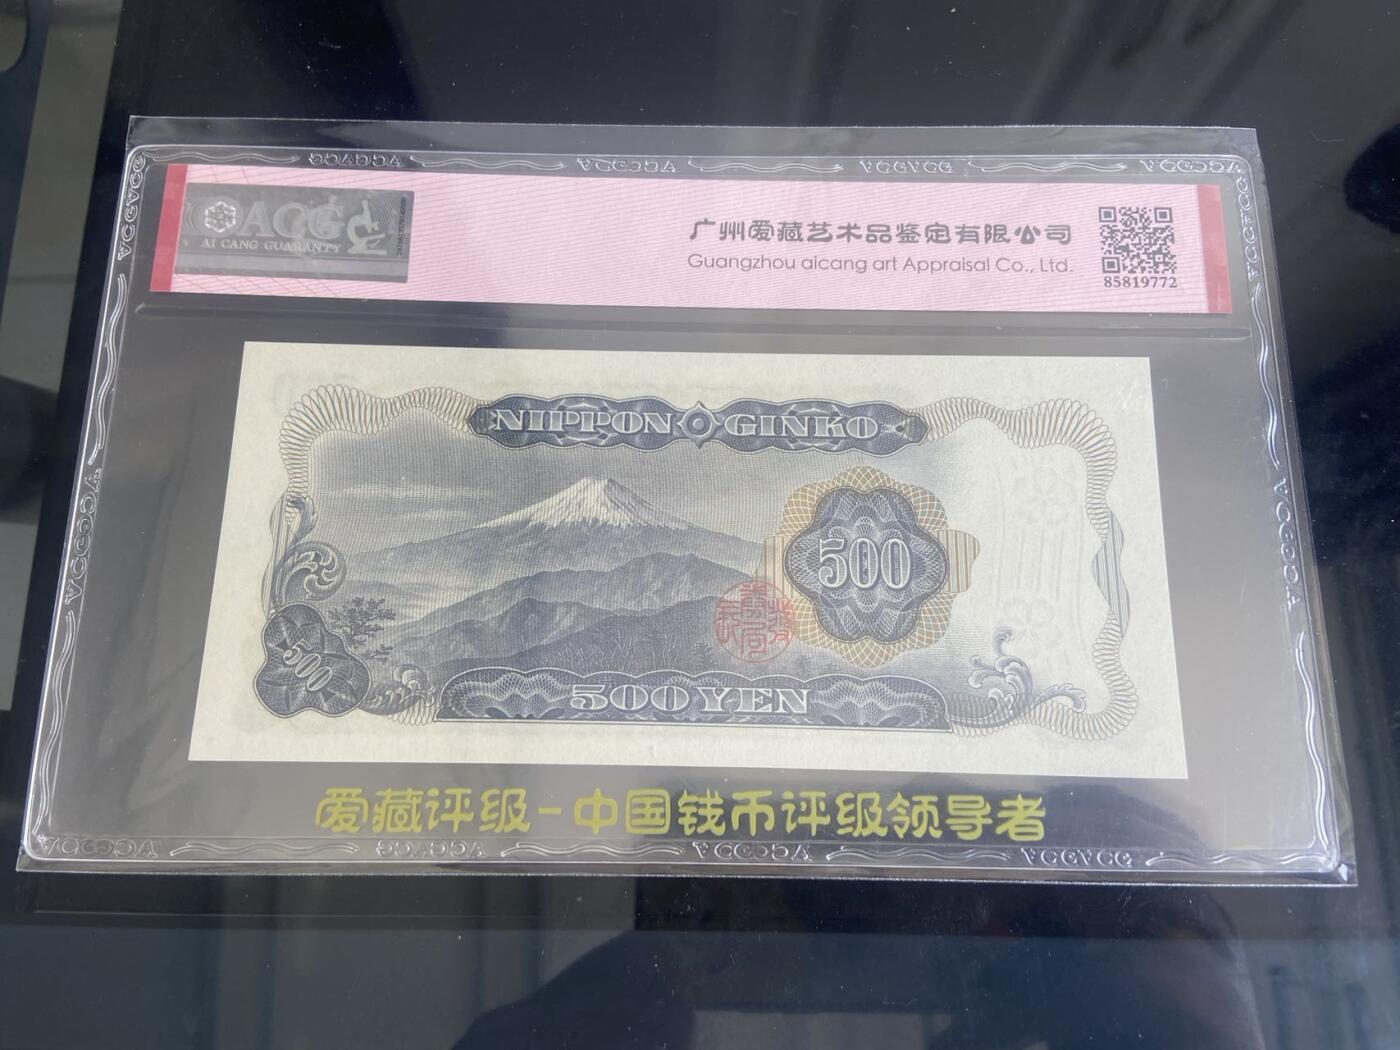 ACG
AI CANG GUARANTY
广州爱藏艺术品鉴定有限公司
Guangzhou aicang art Appraisal Co., Ltd.
85819772
NIPPON GINKO
500
500
500 YEN
爱藏评级-中国钱币评级领导者